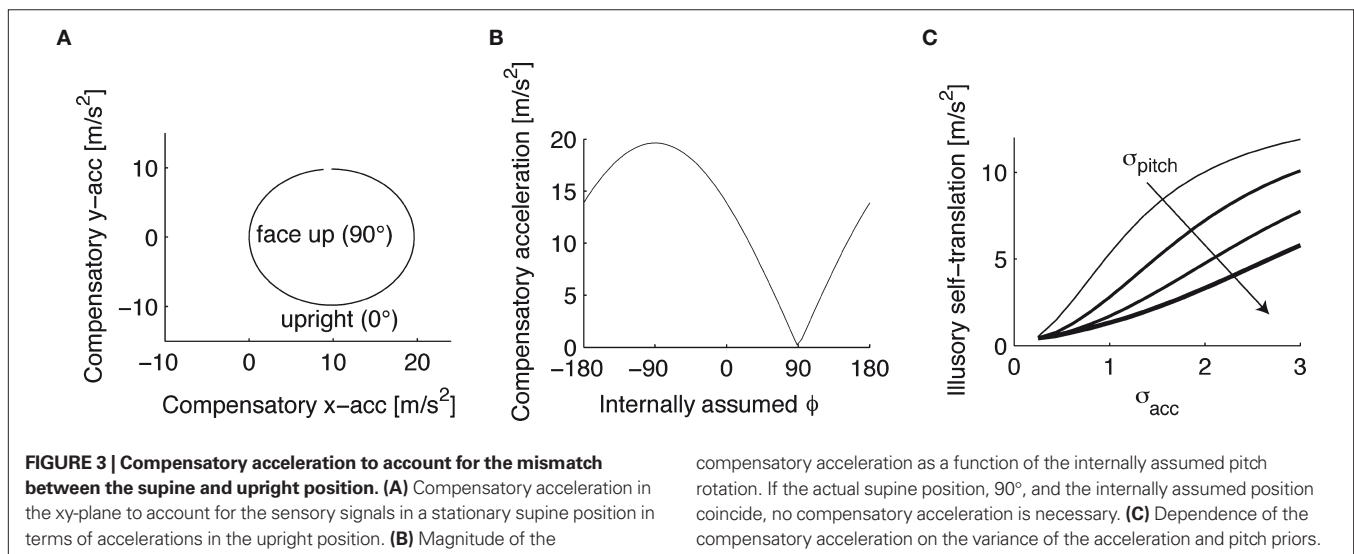 A
B
C
Compensatory y-acc [m/s²]
10
0
−10
face up (90°)
upright (0°)
−10
0
10
20
Compensatory x-acc [m/s²]
Compensatory acceleration [m/s²]
20
15
10
5
0
−180
−90
0
90
180
Internally assumed ϕ
Illusory self-translation [m/s²]
10
5
0
σpitch
0
1
2
3
σacc
FIGURE 3 | Compensatory acceleration to account for the mismatch
between the supine and upright position. (A) Compensatory acceleration in
the xy-plane to account for the sensory signals in a stationary supine position in
terms of accelerations in the upright position. (B) Magnitude of the
compensatory acceleration as a function of the internally assumed pitch
rotation. If the actual supine position, 90°, and the internally assumed position
coincide, no compensatory acceleration is necessary. (C) Dependence of the
compensatory acceleration on the variance of the acceleration and pitch priors.